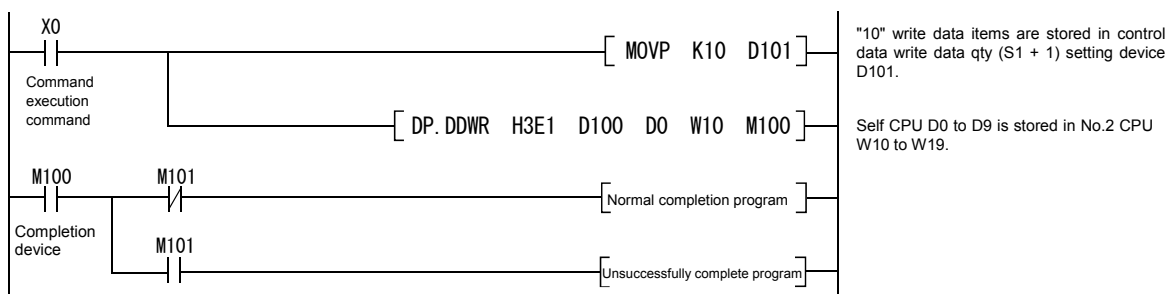 X0
MOVP K10 D101
"10" write data items are stored in control
data write data qty (S1 + 1) setting device
D101.
Command
execution
command
DP. DDWR H3E1 D100 D0 W10 M100
Self CPU D0 to D9 is stored in No.2 CPU
W10 to W19.
M100
M101
Normal completion program
Completion
device
M101
Unsuccessfully complete program